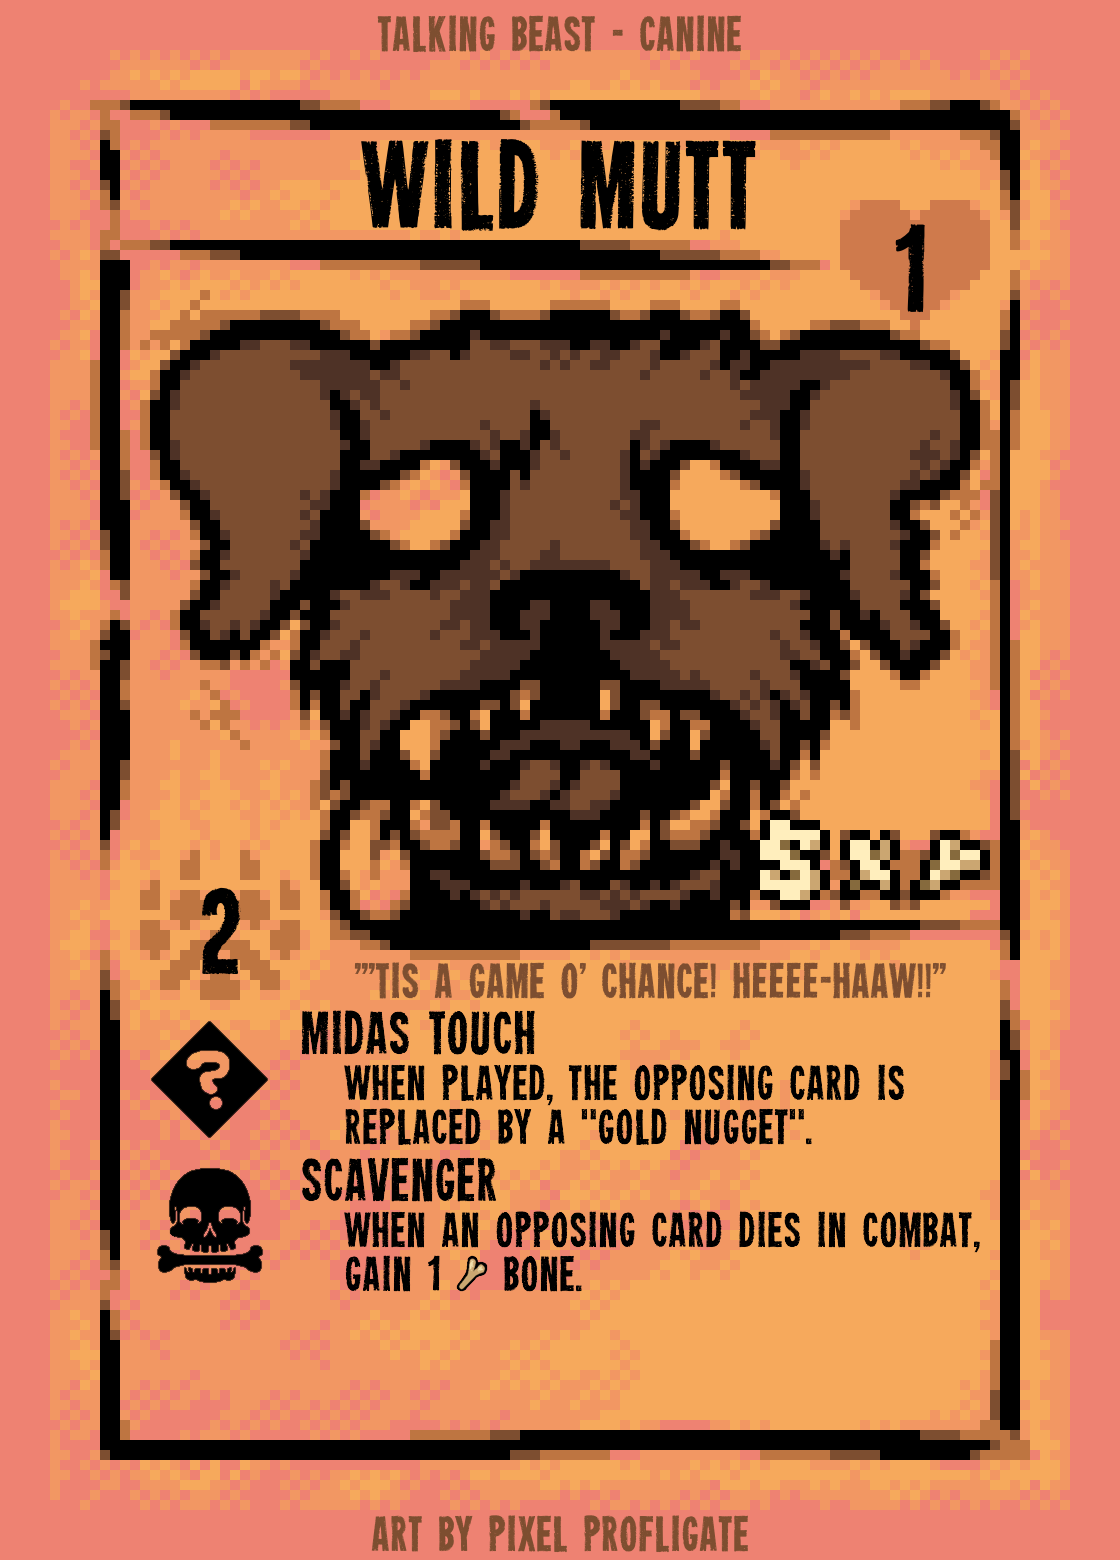 TALKING BEAST - CANINE
WILD MUTT
1
5 X
2
"'TIS A GAME O' CHANCE! HEEEE-HAAW!!"
MIDAS TOUCH
WHEN PLAYED, THE OPPOSING CARD IS
REPLACED BY A "GOLD NUGGET".
?
SCAVENGER
WHEN AN OPPOSING CARD DIES IN COMBAT,
GAIN 1 BONE.
ART BY PIXEL PROFLIGATE